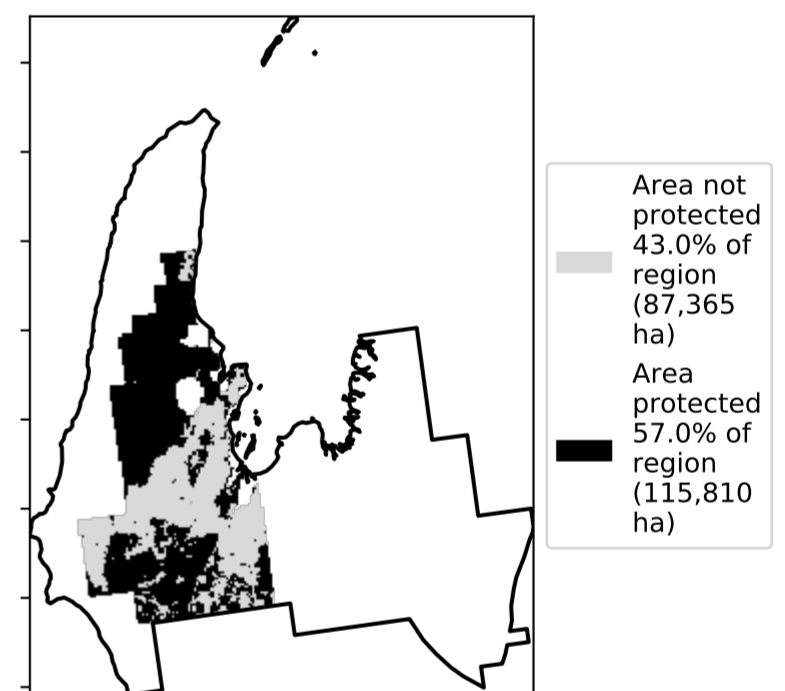 Area not
protected
43.0% of
region
(87,365
ha)
Area
protected
57.0% of
region
(115,810
ha)